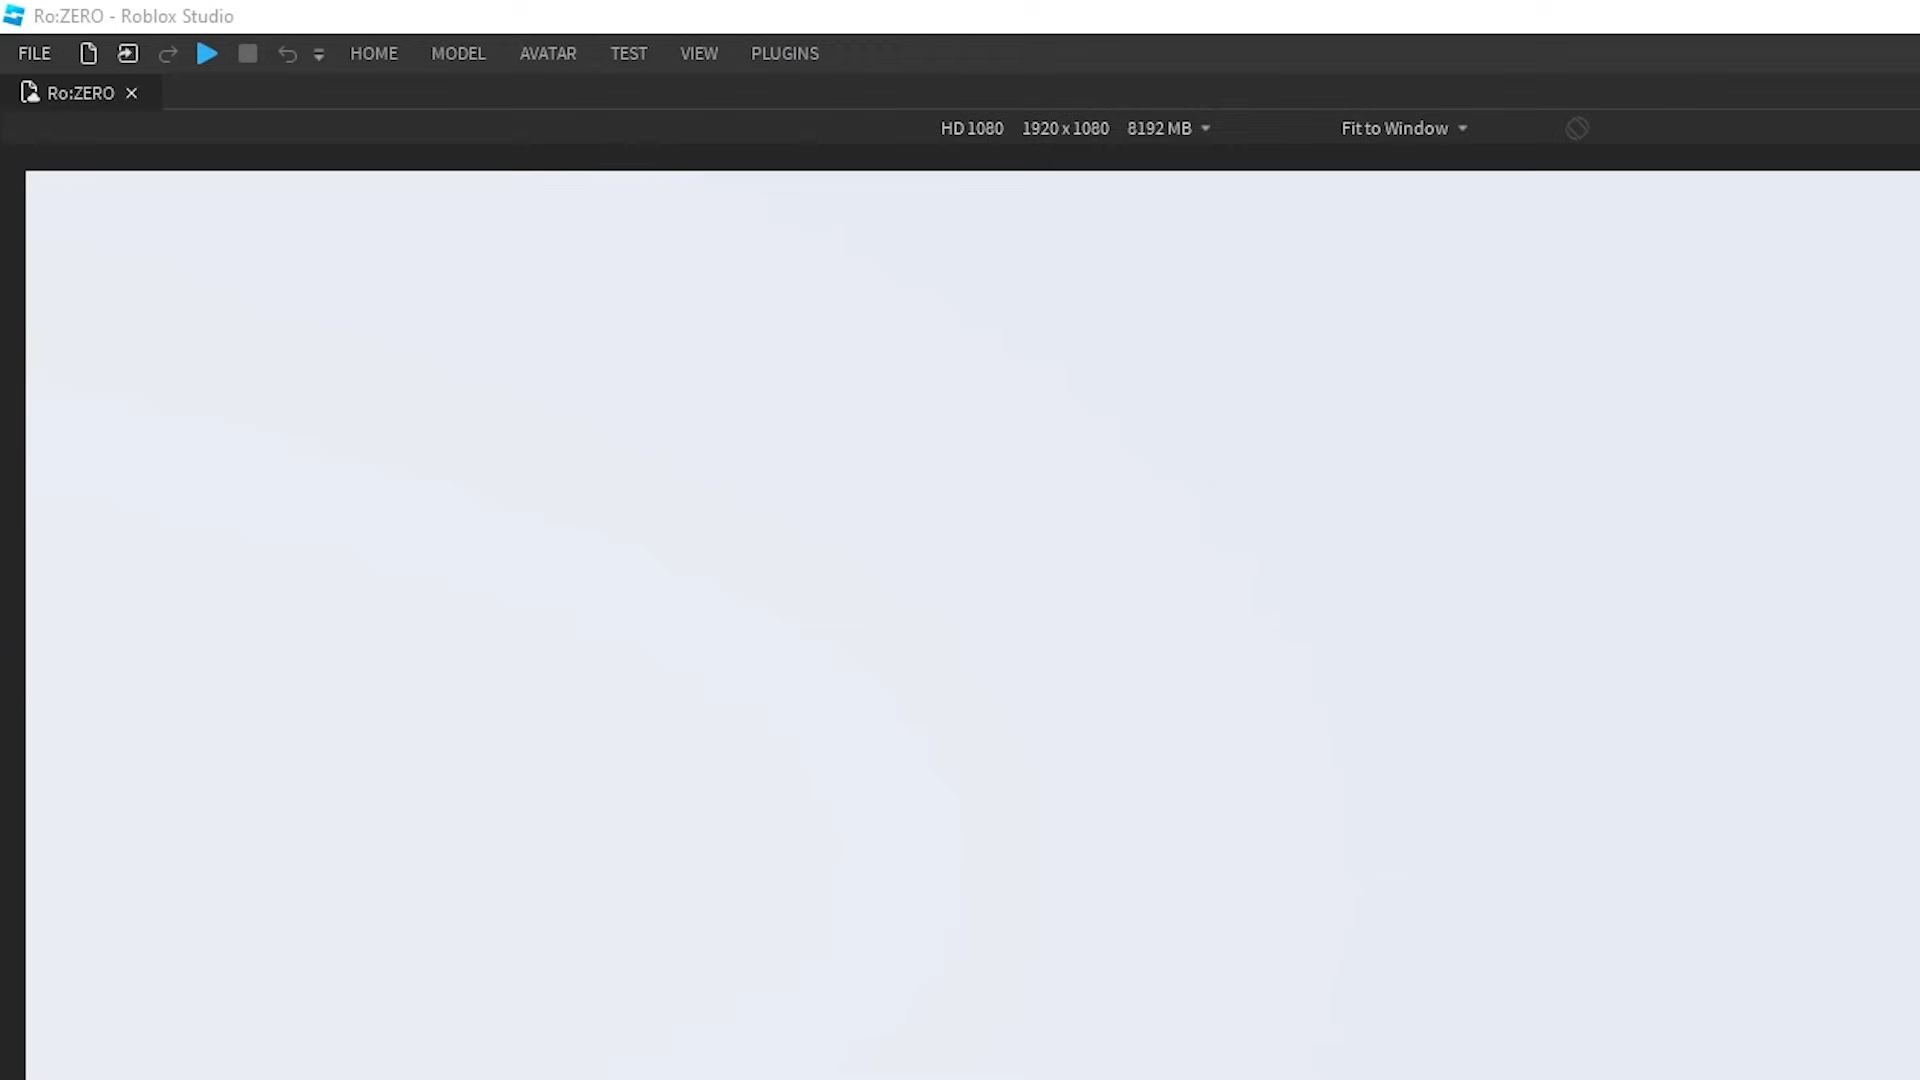 Ro:ZERO - Roblox Studio
FILE HOME MODEL AVATAR TEST VIEW PLUGINS
Ro:ZERO
HD 1080 1920 x 1080 8192 MB Fit to Window